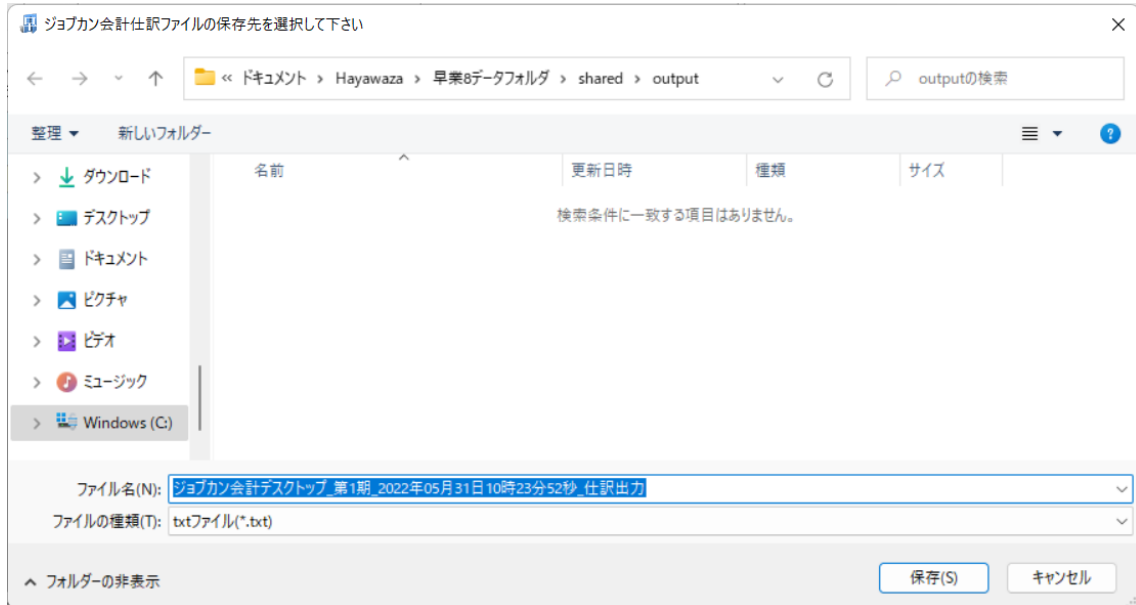 ジョブカン会計仕訳ファイルの保存先を選択して下さい
« ドキュメント › Hayawaza › 早業8データフォルダ › shared › output
outputの検索
整理 新しいフォルダー
名前 更新日時 種類 サイズ
検索条件に一致する項目はありません。
ダウンロード
デスクトップ
ドキュメント
ピクチャ
ビデオ
ミュージック
Windows (C:)
ファイル名(N): ジョブカン会計デスクトップ_第1期_2022年05月31日10時23分52秒_仕訳出力
ファイルの種類(T): txtファイル(*.txt)
フォルダーの非表示 保存(S) キャンセル